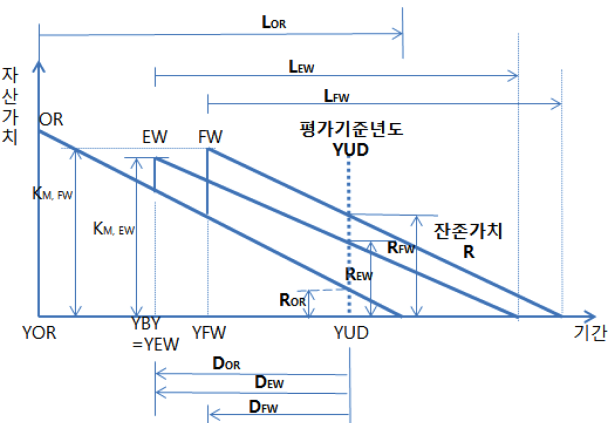 LOR
LEW
LFW
자산가치
OR
EW
FW
평가기준년도
YUD
KM, FW
KM, EW
잔존가치
R
RFW
REW
ROR
YOR
YBY
=YEW
YFW
YUD
기간
DOR
DEW
DFW